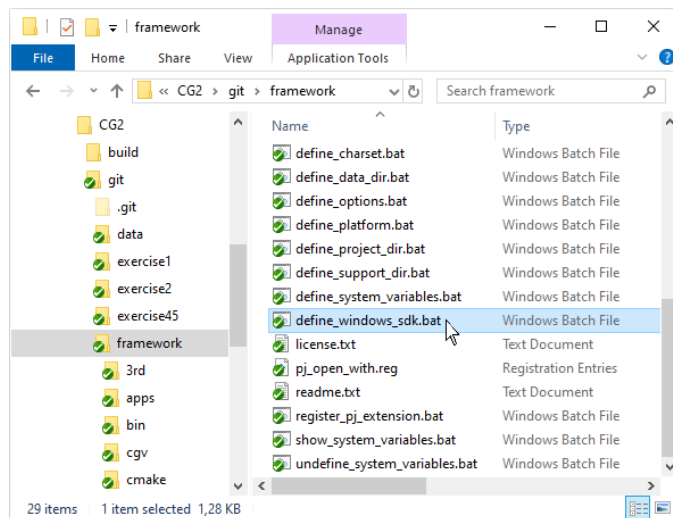 framework
Manage
File
Home
Share
View
Application Tools
« CG2 > git > framework
Search framework
CG2
build
git
.git
data
exercise1
exercise2
exercise45
framework
3rd
apps
bin
cgv
cmake
Name
Type
define_charset.bat
Windows Batch File
define_data_dir.bat
Windows Batch File
define_options.bat
Windows Batch File
define_platform.bat
Windows Batch File
define_project_dir.bat
Windows Batch File
define_support_dir.bat
Windows Batch File
define_system_variables.bat
Windows Batch File
define_windows_sdk.bat
Windows Batch File
license.txt
Text Document
pj_open_with.reg
Registration Entries
readme.txt
Text Document
register_pj_extension.bat
Windows Batch File
show_system_variables.bat
Windows Batch File
undefine_system_variables.bat
Windows Batch File
29 items
1 item selected 1,28 KB